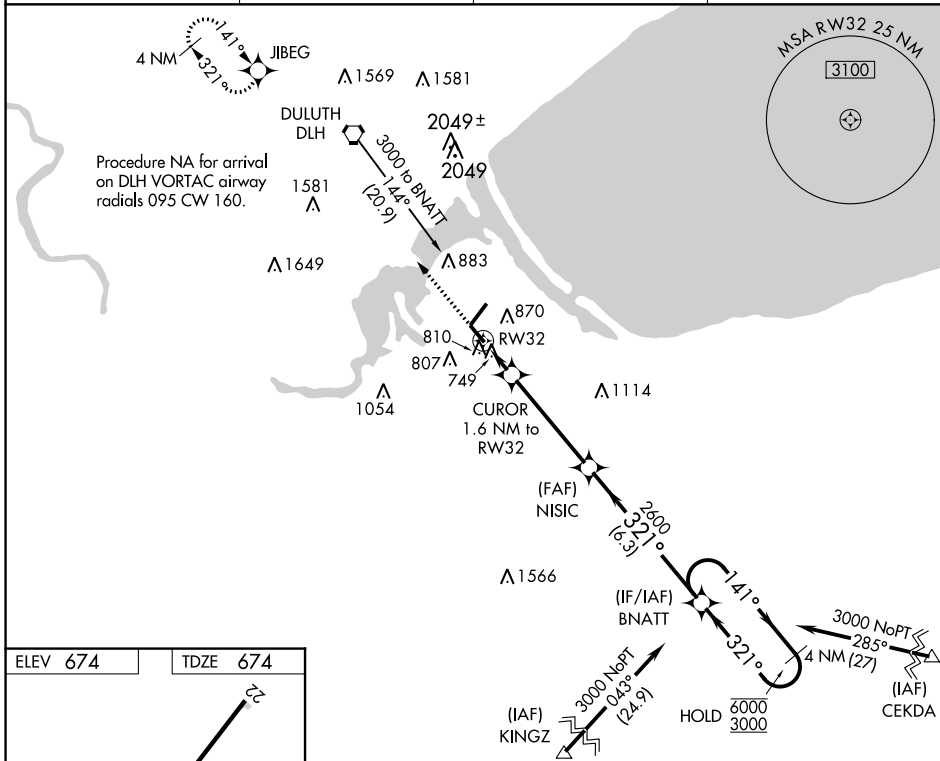 141°
4 NM
321°
JIBEG
1569
1581
MSA RW32 25 NM
3100
DULUTH
DLH
2049±
2049
3000 to BNATT
144°
(20.9)
Procedure NA for arrival
on DLH VORTAC airway
radials 095 CW 160.
1581
1649
883
870
810
RW32
807
749
1054
1114
CUROR
1.6 NM to
RW32
(FAF)
NISIC
2600
321°
(6.3)
1566
(IF/IAF)
BNATT
141°
321°
3000 NoPT
285°
4 NM
(27)
(IAF)
CEKDA
3000 NoPT
043°
(24.9)
(IAF)
KINGZ
HOLD
6000
3000
ELEV 674
TDZE 674
22